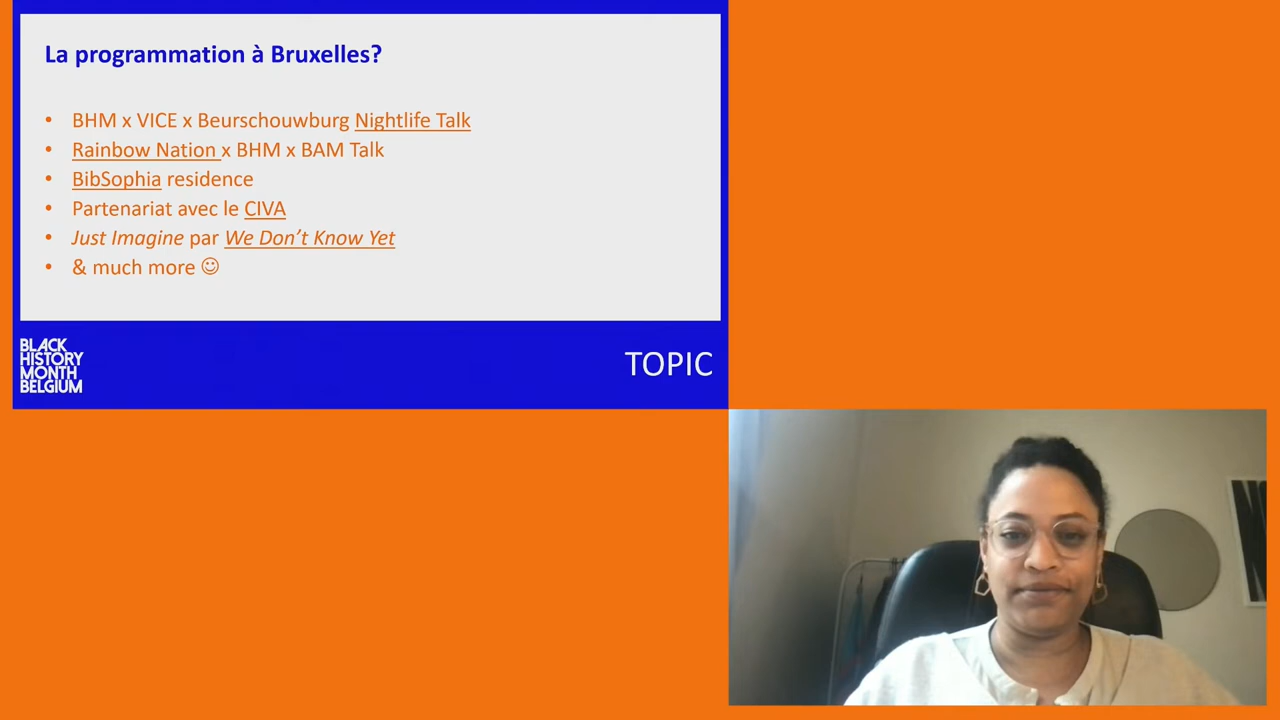 La programmation à Bruxelles?
• BHM x VICE x Beurschouwburg Nightlife Talk
• Rainbow Nation x BHM x BAM Talk
• BibSophia residence
• Partenariat avec le CIVA
• Just Imagine par We Don’t Know Yet
• & much more ☺
BLACK
HISTORY
MONTH
BELGIUM
TOPIC